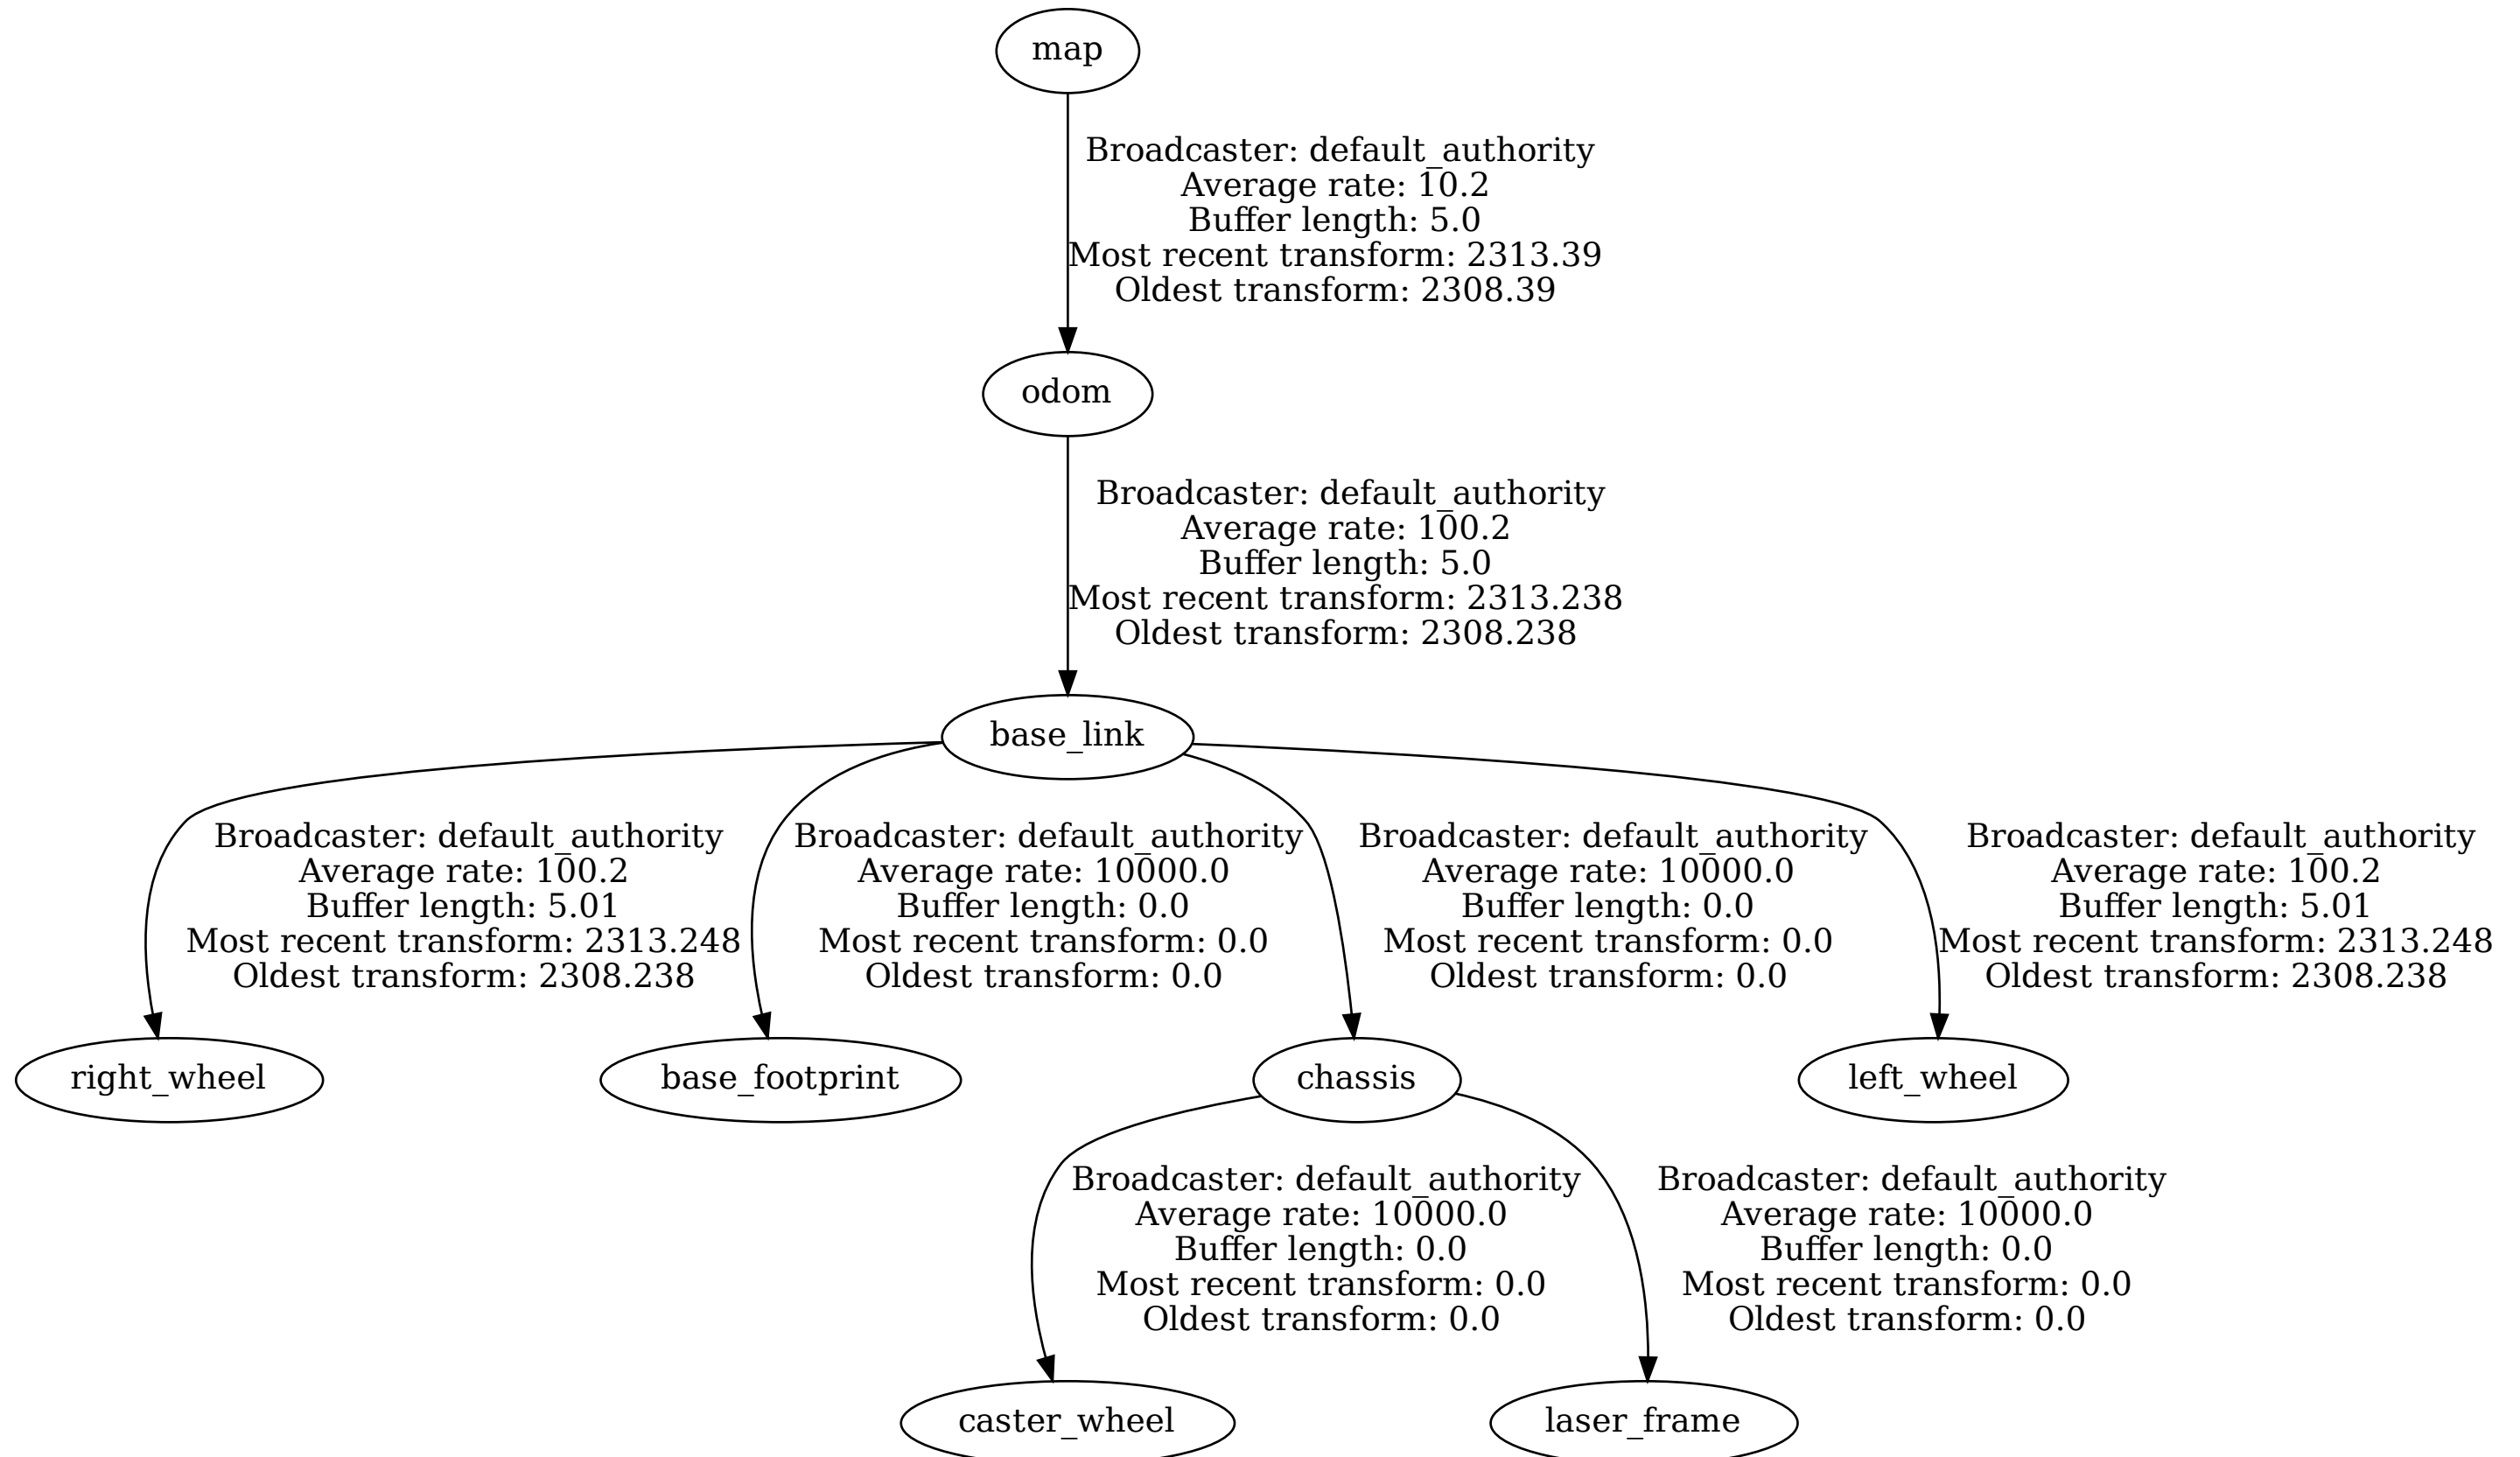 map
Broadcaster: default_authority
Average rate: 10.2
Buffer length: 5.0
Most recent transform: 2313.39
Oldest transform: 2308.39
odom
Broadcaster: default_authority
Average rate: 100.2
Buffer length: 5.0
Most recent transform: 2313.238
Oldest transform: 2308.238
base_link
Broadcaster: default_authority
Average rate: 100.2
Buffer length: 5.01
Most recent transform: 2313.248
Oldest transform: 2308.238
Broadcaster: default_authority
Average rate: 10000.0
Buffer length: 0.0
Most recent transform: 0.0
Oldest transform: 0.0
Broadcaster: default_authority
Average rate: 10000.0
Buffer length: 0.0
Most recent transform: 0.0
Oldest transform: 0.0
Broadcaster: default_authority
Average rate: 100.2
Buffer length: 5.01
Most recent transform: 2313.248
Oldest transform: 2308.238
right_wheel
base_footprint
chassis
left_wheel
Broadcaster: default_authority
Average rate: 10000.0
Buffer length: 0.0
Most recent transform: 0.0
Oldest transform: 0.0
Broadcaster: default_authority
Average rate: 10000.0
Buffer length: 0.0
Most recent transform: 0.0
Oldest transform: 0.0
caster_wheel
laser_frame